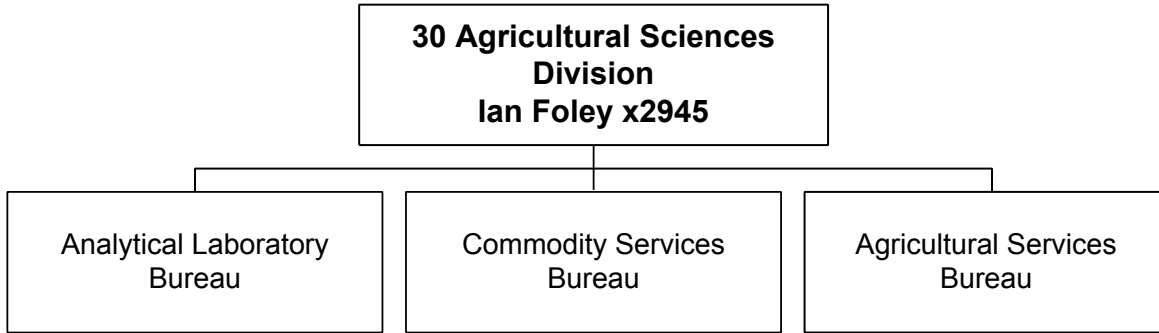 30 Agricultural Sciences
Division
Ian Foley x2945
Analytical Laboratory
Bureau
Commodity Services
Bureau
Agricultural Services
Bureau